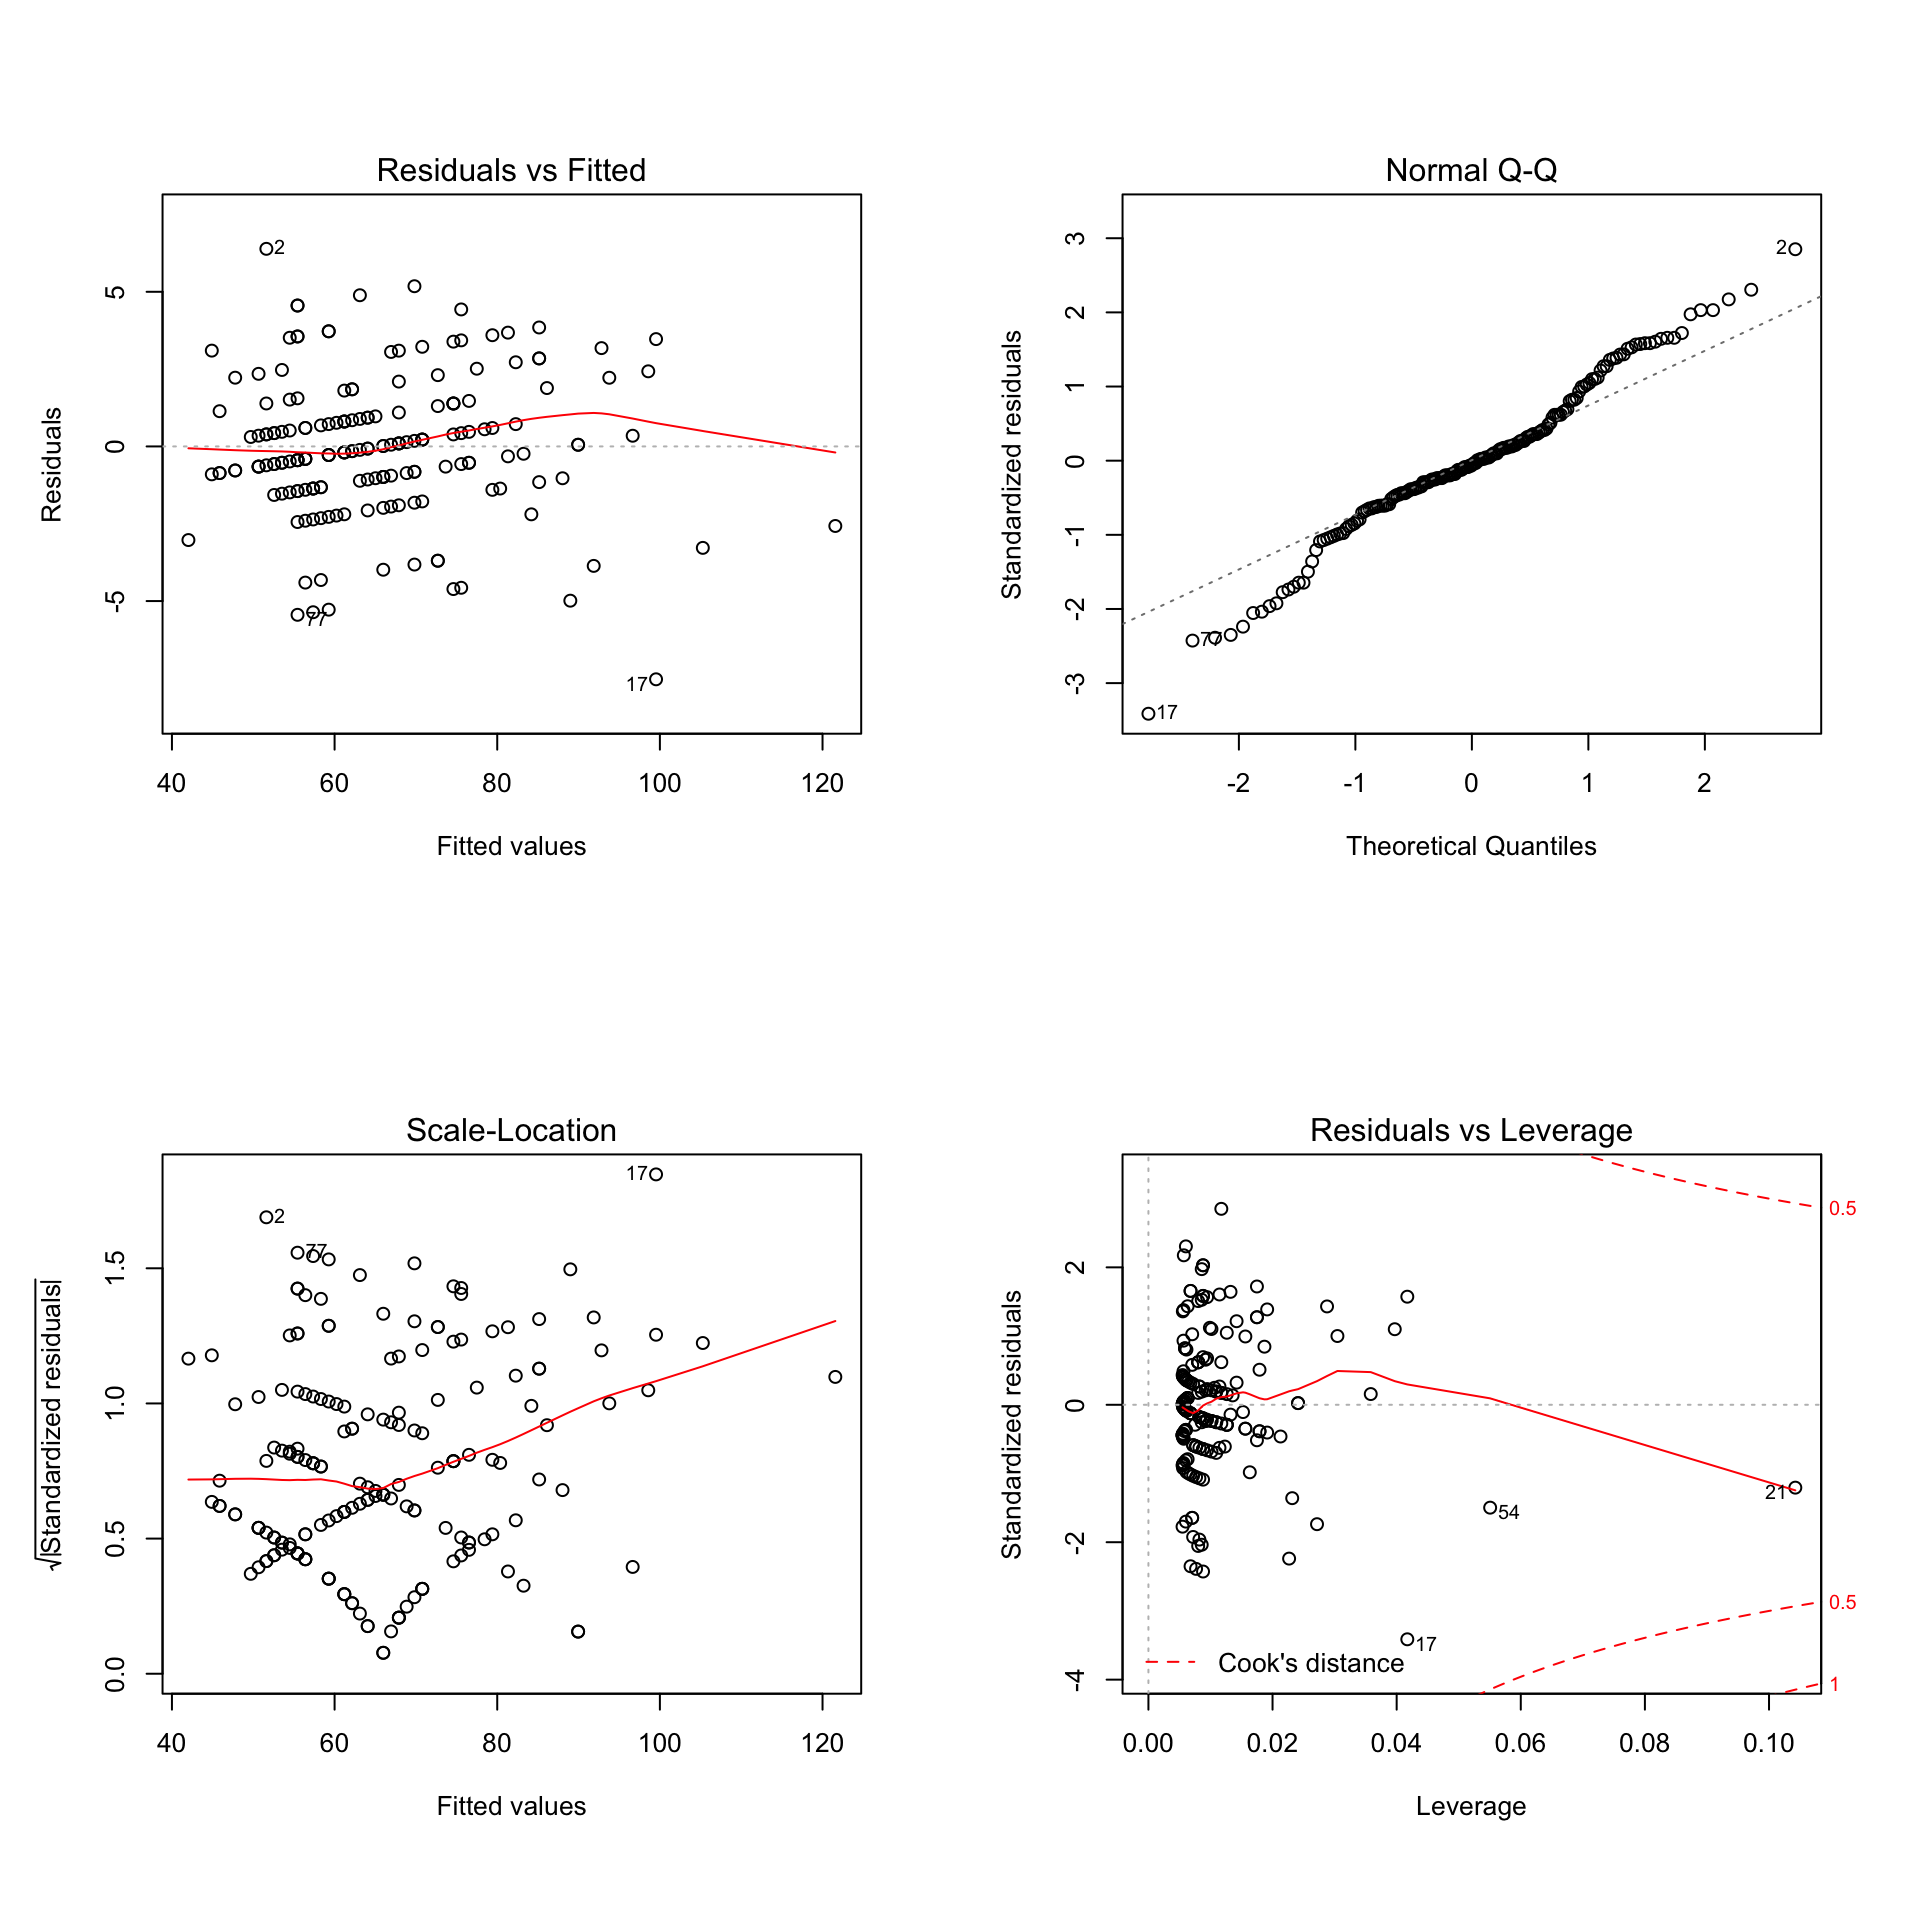 Residuals vs Fitted
Residuals
5
0
-5
2
77
17
40 60 80 100 120
Fitted values
Normal Q-Q
Standardized residuals
3
2
1
0
-1
-2
-3
2
77
17
-2 -1 0 1 2
Theoretical Quantiles
Scale-Location
√|Standardized residuals|
1.5
1.0
0.5
0.0
17
2
77
40 60 80 100 120
Fitted values
Residuals vs Leverage
Standardized residuals
2
0
-2
-4
0.5
21
54
0.5
17
Cook's distance
1
0.00 0.02 0.04 0.06 0.08 0.10
Leverage